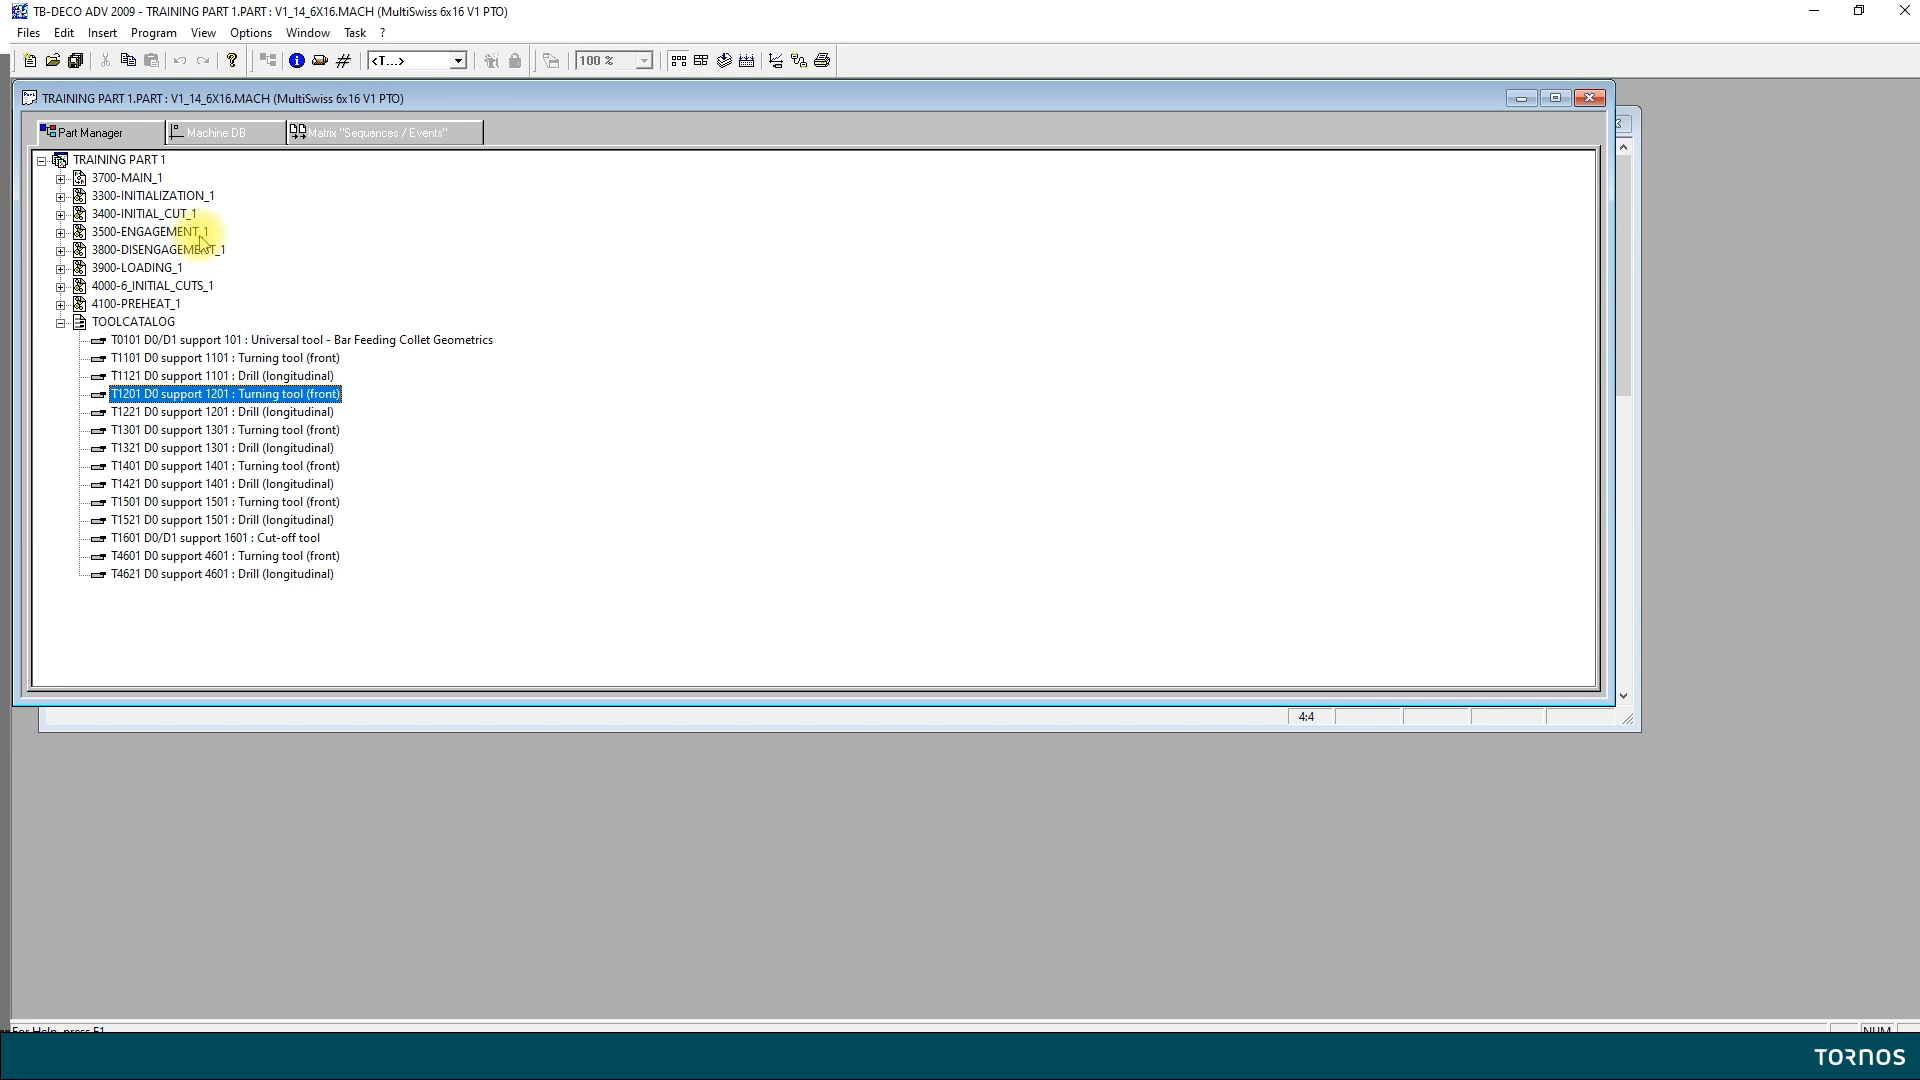 TB-DECO ADV 2009 - TRAINING PART 1.PART : V1_14_6X16.MACH (MultiSwiss 6x16 V1 PTO)
Files Edit Insert Program View Options Window Task ?
<T...> 100 %
TRAINING PART 1.PART : V1_14_6X16.MACH (MultiSwiss 6x16 V1 PTO)
Part Manager Machine DB Matrix "Sequences / Events"
TRAINING PART 1
3700-MAIN_1
3300-INITIALIZATION_1
3400-INITIAL_CUT_1
3500-ENGAGEMENT_1
3800-DISENGAGEMENT_1
3900-LOADING_1
4000-6_INITIAL_CUTS_1
4100-PREHEAT_1
TOOLCATALOG
T0101 D0/D1 support 101 : Universal tool - Bar Feeding Collet Geometrics
T1101 D0 support 1101 : Turning tool (front)
T1121 D0 support 1101 : Drill (longitudinal)
T1201 D0 support 1201 : Turning tool (front)
T1221 D0 support 1201 : Drill (longitudinal)
T1301 D0 support 1301 : Turning tool (front)
T1321 D0 support 1301 : Drill (longitudinal)
T1401 D0 support 1401 : Turning tool (front)
T1421 D0 support 1401 : Drill (longitudinal)
T1501 D0 support 1501 : Turning tool (front)
T1521 D0 support 1501 : Drill (longitudinal)
T1601 D0/D1 support 1601 : Cut-off tool
T4601 D0 support 4601 : Turning tool (front)
T4621 D0 support 4601 : Drill (longitudinal)
4:4
For Help, press F1
NUM
TORNOS